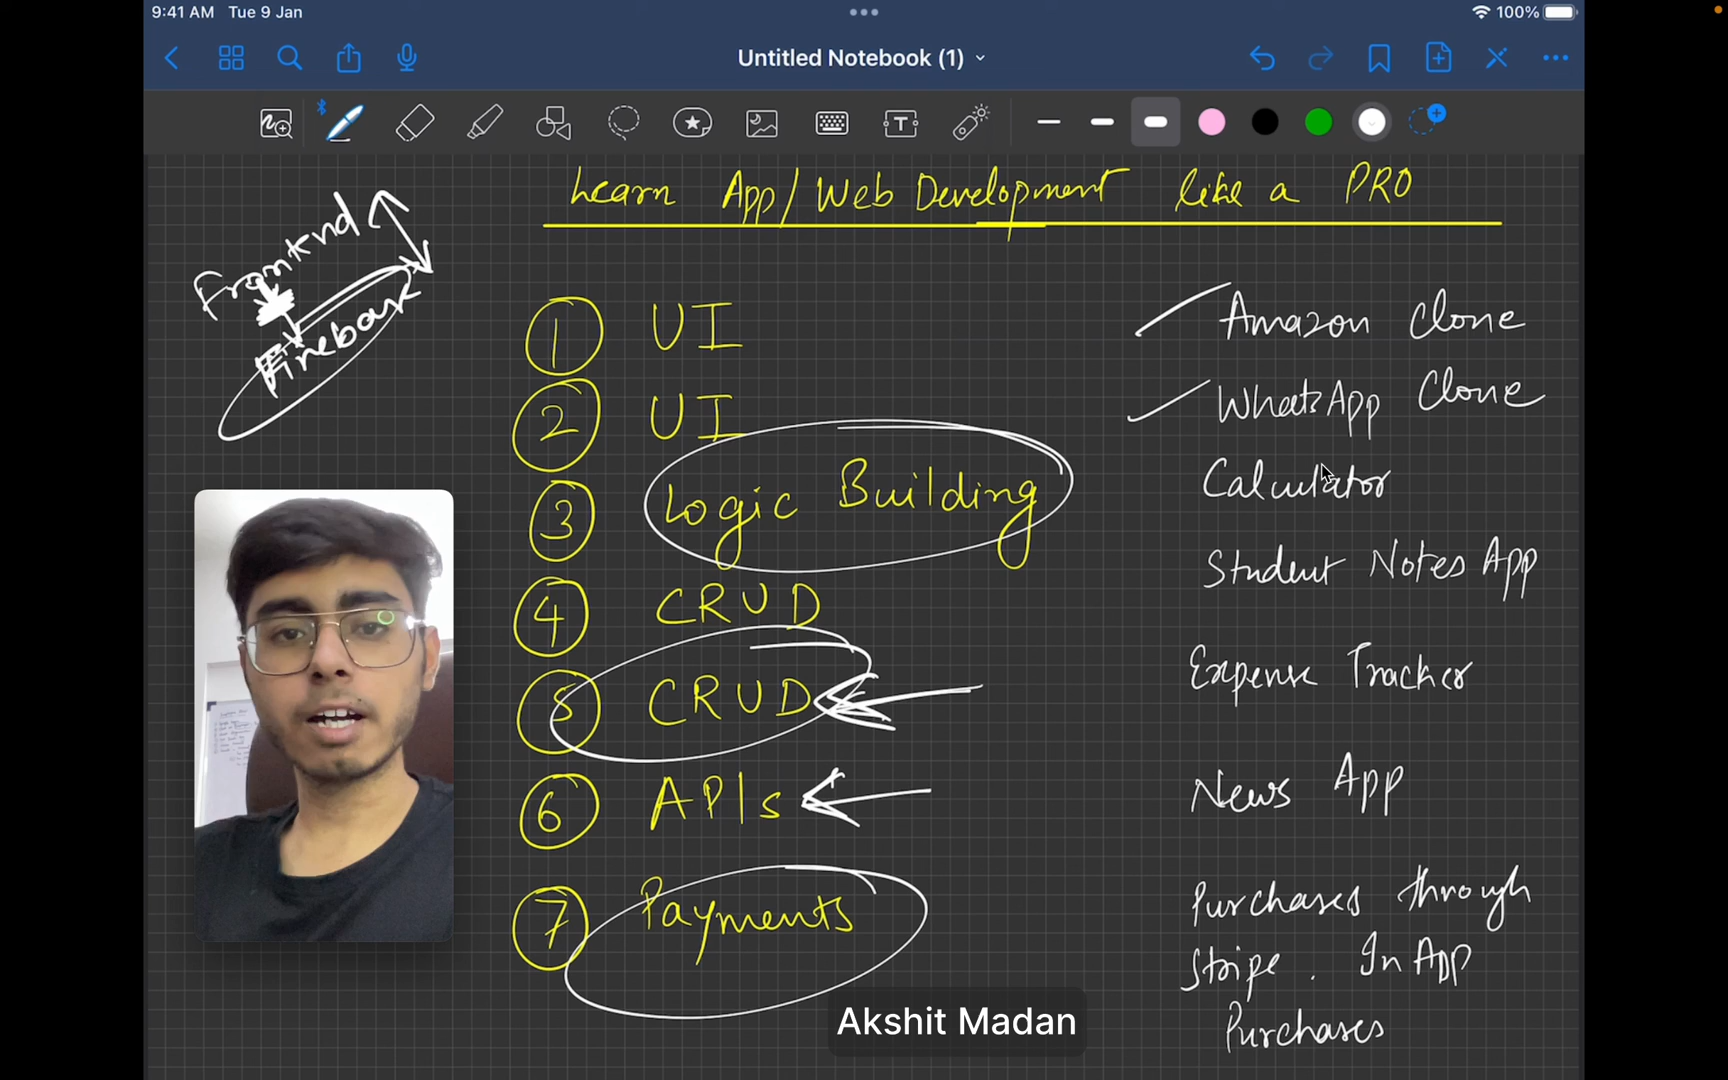 9:41 AM Tue 9 Jan
100%
Untitled Notebook (1)
T
Learn App/Web Development like a PRO
Frontend
Firebase
1 UI Amazon Clone
2 UI WhatsApp Clone
3 Logic Building Calculator
4 CRUD Student Notes App
5 CRUD Expense Tracker
6 APIs News App
7 Payments Purchases through
Stripe. In App
Purchases
Akshit Madan